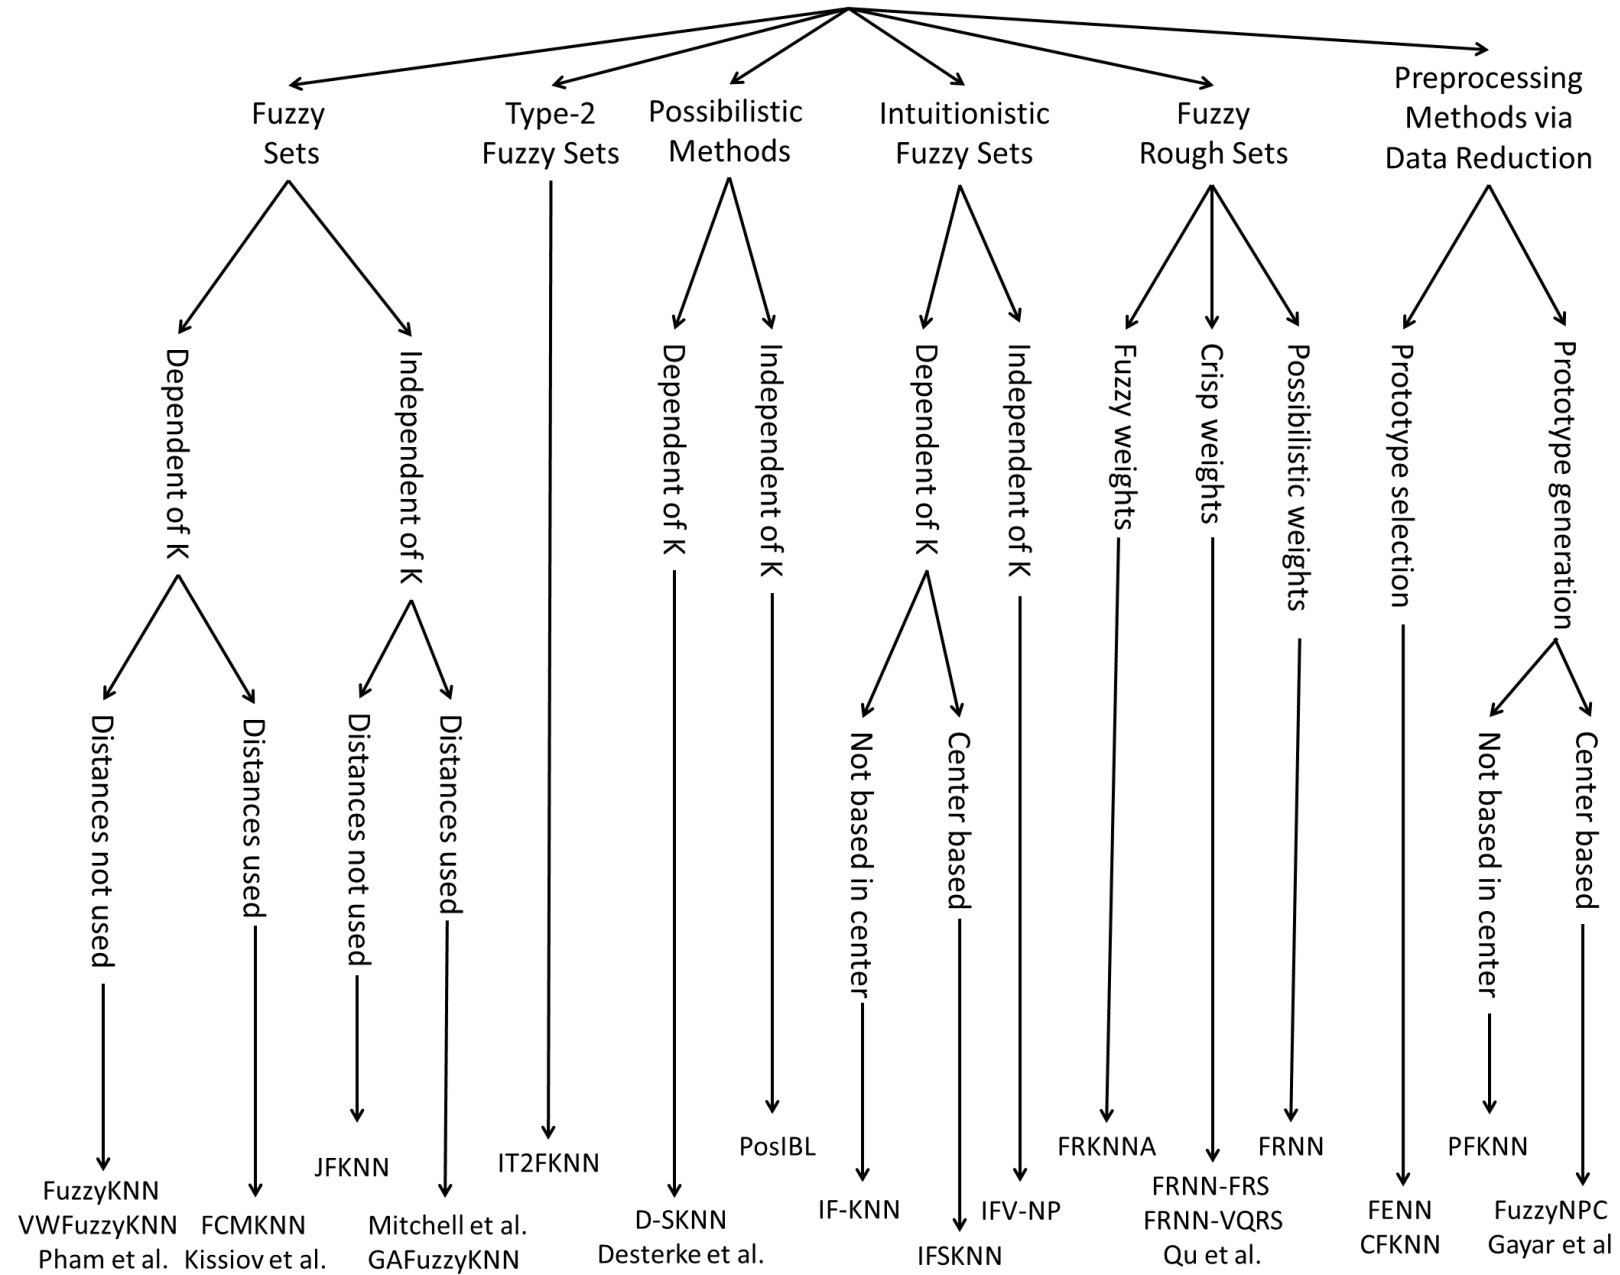 Fuzzy
Sets
Type-2
Fuzzy Sets
Possibilistic
Methods
Intuitionistic
Fuzzy Sets
Fuzzy
Rough Sets
Preprocessing
Methods via
Data Reduction
Dependent of K
Independent of K
Dependent of K
Independent of K
Dependent of K
Independent of K
Fuzzy weights
Crisp weights
Possibilistic weights
Prototype selection
Prototype generation
Distances not used
Distances used
Distances not used
Distances used
Not based in center
Center based
Not based in center
Center based
FuzzyKNN
VWFuzzyKNN
Pham et al.
FCMKNN
Kissiov et al.
JFKNN
Mitchell et al.
GAFuzzyKNN
IT2FKNN
D-SKNN
Desterke et al.
PosIBL
IF-KNN
IFSKNN
IFV-NP
FRKNNA
FRNN-FRS
FRNN-VQRS
Qu et al.
FRNN
FENN
CFKNN
PFKNN
FuzzyNPC
Gayar et al